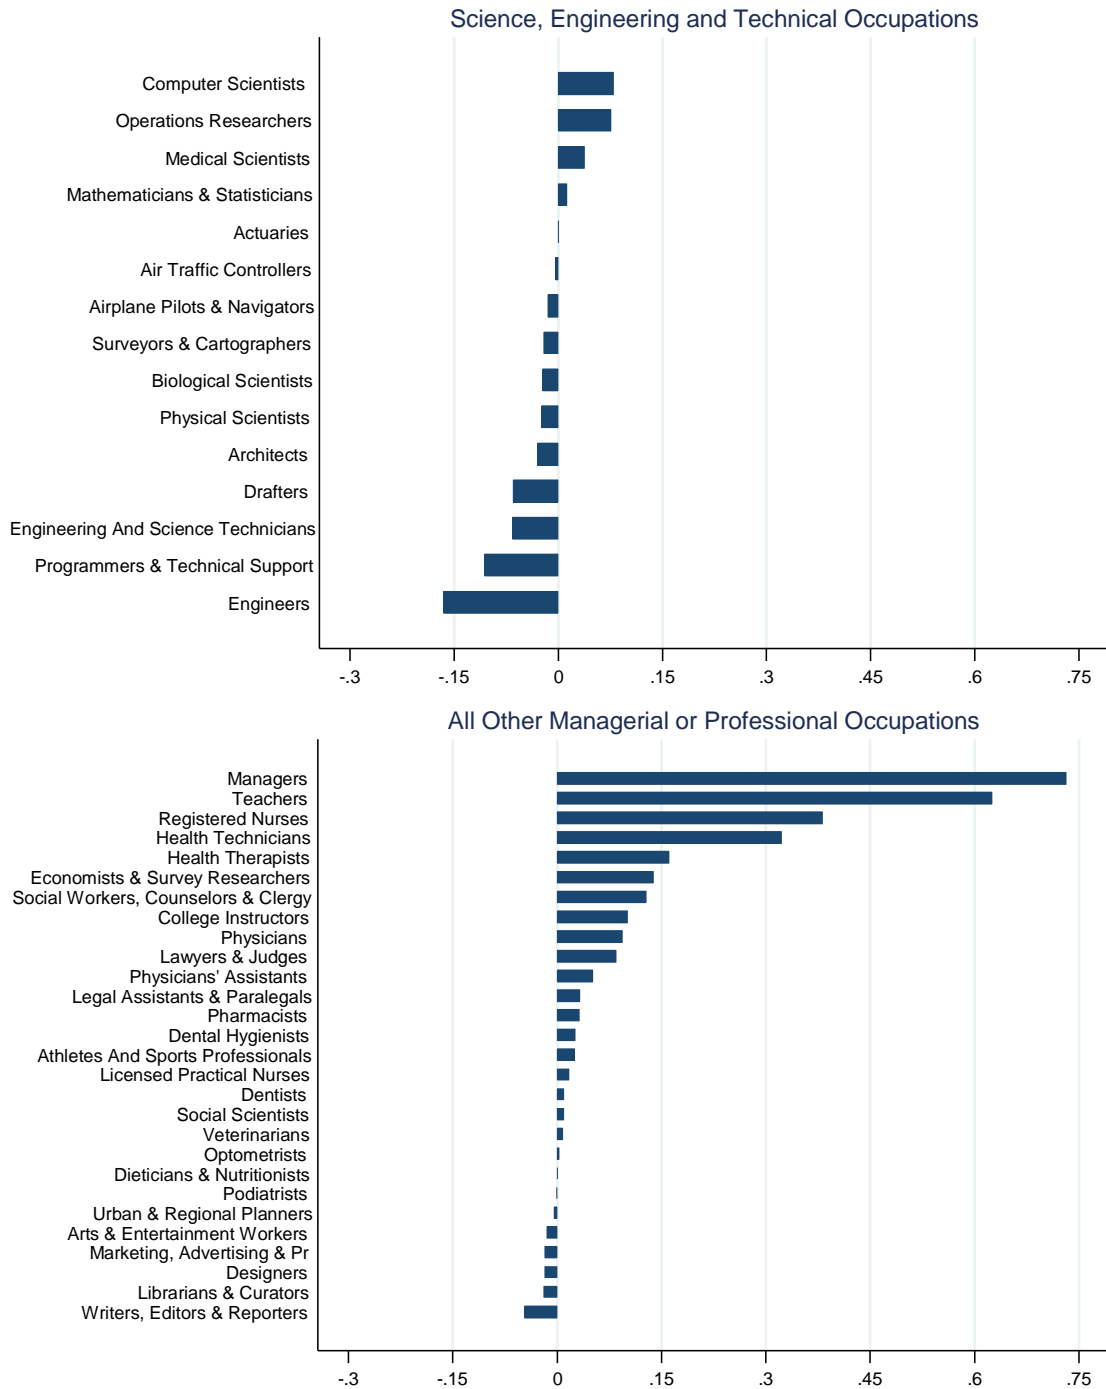 Science, Engineering and Technical Occupations
Computer Scientists
Operations Researchers
Medical Scientists
Mathematicians & Statisticians
Actuaries
Air Traffic Controllers
Airplane Pilots & Navigators
Surveyors & Cartographers
Biological Scientists
Physical Scientists
Architects
Drafters
Engineering And Science Technicians
Programmers & Technical Support
Engineers
-.3 -.15 0 .15 .3 .45 .6 .75
All Other Managerial or Professional Occupations
Managers
Teachers
Registered Nurses
Health Technicians
Health Therapists
Economists & Survey Researchers
Social Workers, Counselors & Clergy
College Instructors
Physicians
Lawyers & Judges
Physicians' Assistants
Legal Assistants & Paralegals
Pharmacists
Dental Hygienists
Athletes And Sports Professionals
Licensed Practical Nurses
Dentists
Social Scientists
Veterinarians
Optometrists
Dieticians & Nutritionists
Podiatrists
Urban & Regional Planners
Arts & Entertainment Workers
Marketing, Advertising & Pr
Designers
Librarians & Curators
Writers, Editors & Reporters
-.3 -.15 0 .15 .3 .45 .6 .75